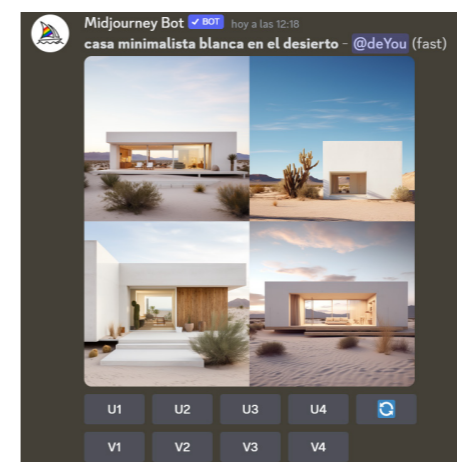 Midjourney Bot ✓ BOT hoy a las 12:18
casa minimalista blanca en el desierto - @deYou (fast)
U1 U2 U3 U4
V1 V2 V3 V4